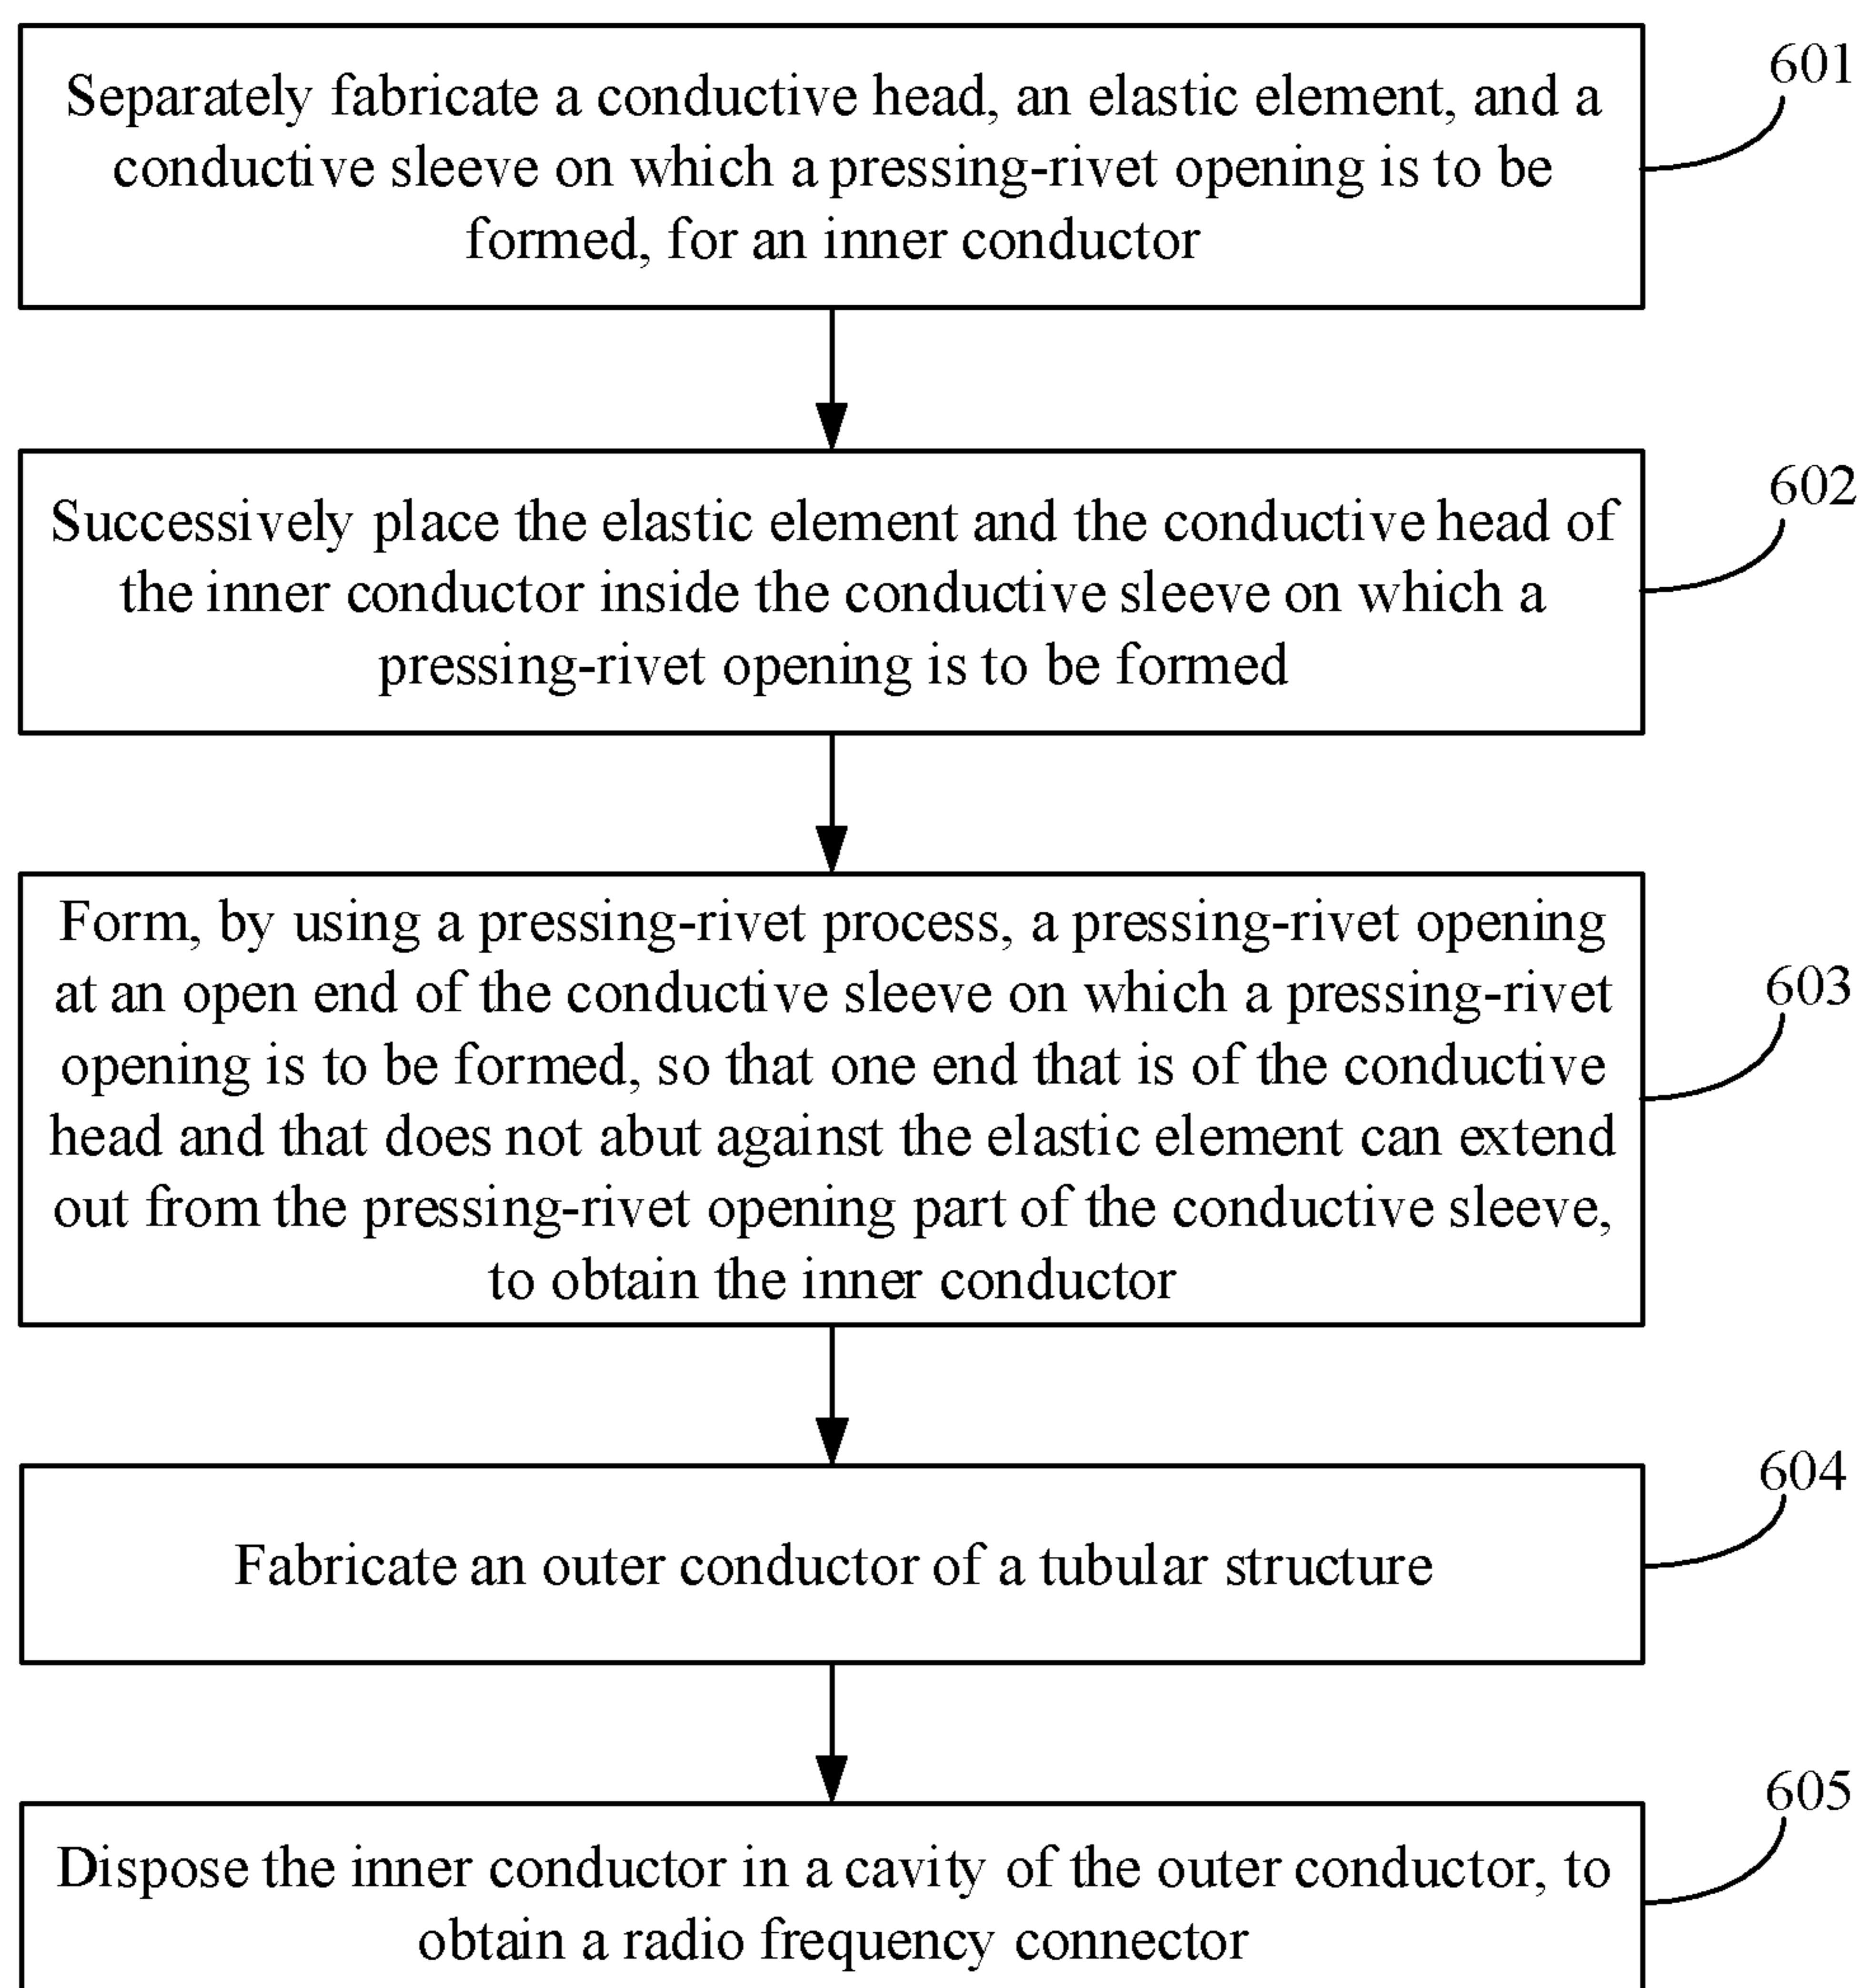 601
Separately fabricate a conductive head, an elastic element, and a
conductive sleeve on which a pressing-rivet opening is to be
formed, for an inner conductor
602
Successively place the elastic element and the conductive head of
the inner conductor inside the conductive sleeve on which a
pressing-rivet opening is to be formed
603
Form, by using a pressing-rivet process, a pressing-rivet opening
at an open end of the conductive sleeve on which a pressing-rivet
opening is to be formed, so that one end that is of the conductive
head and that does not abut against the elastic element can extend
out from the pressing-rivet opening part of the conductive sleeve,
to obtain the inner conductor
604
Fabricate an outer conductor of a tubular structure
605
Dispose the inner conductor in a cavity of the outer conductor, to
obtain a radio frequency connector